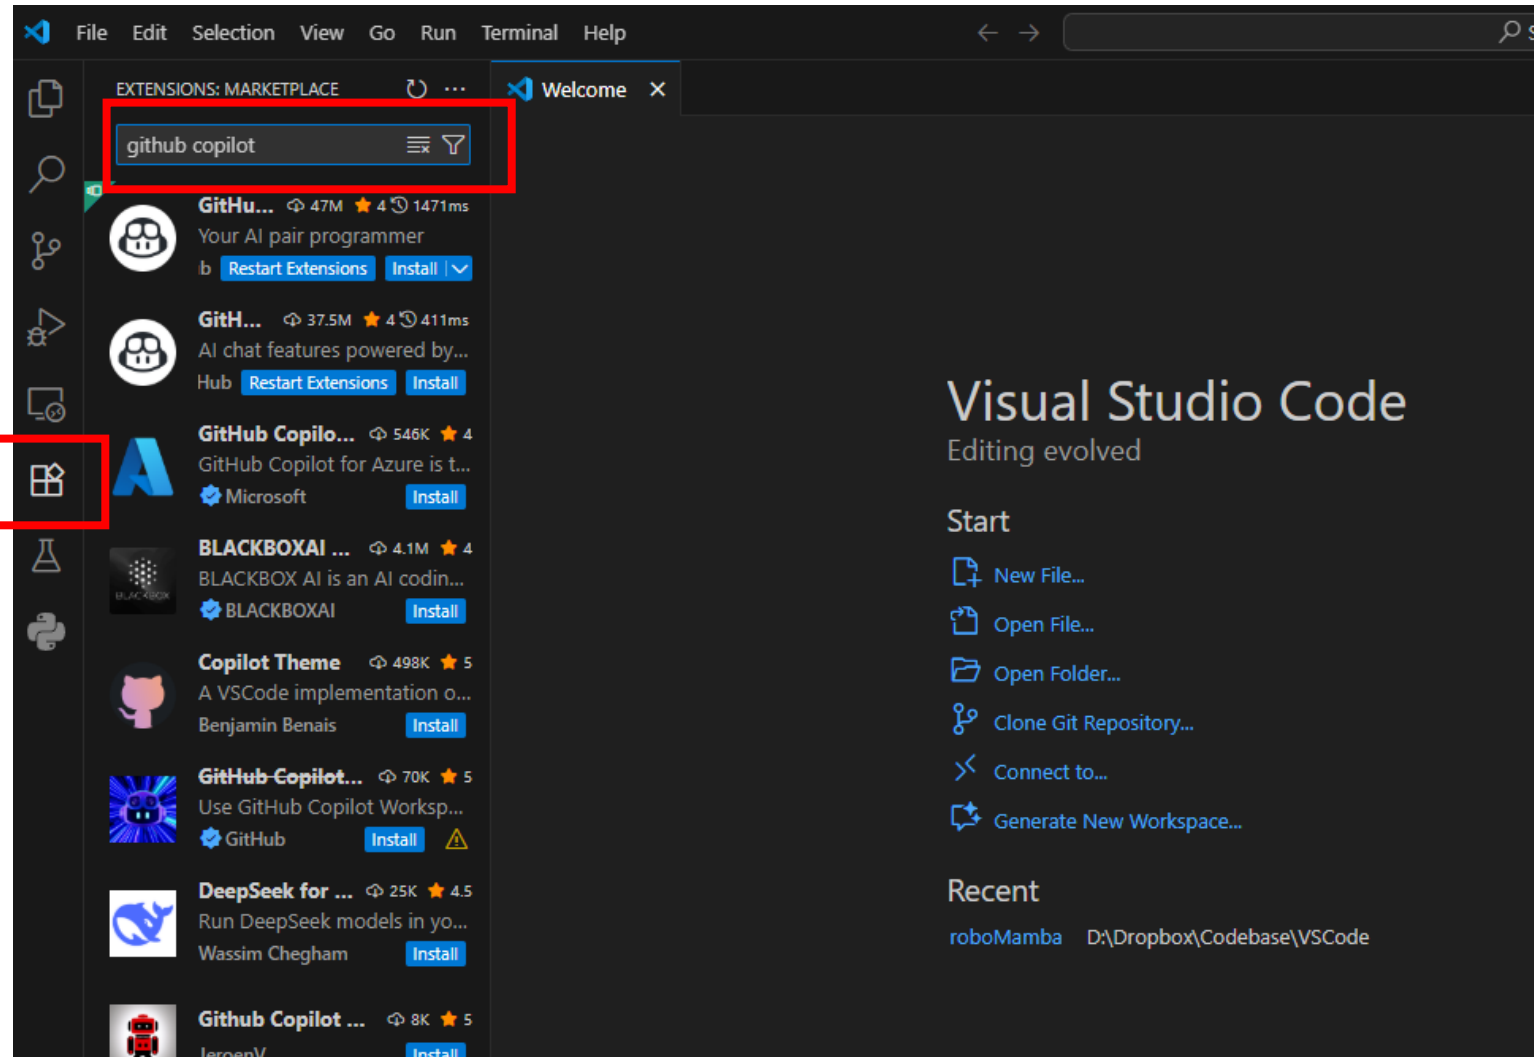 File Edit Selection View Go Run Terminal Help
EXTENSIONS: MARKETPLACE
Welcome
github copilot
GitHu... 47M 4 1471ms
Your AI pair programmer
Restart Extensions Install
GitH... 37.5M 4 411ms
AI chat features powered by...
Hub Restart Extensions Install
GitHub Copilo... 546K 4
GitHub Copilot for Azure is t...
Microsoft Install
BLACKBOXAI ... 4.1M 4
BLACKBOX AI is an AI codin...
BLACKBOX
BLACKBOXAI Install
Copilot Theme 498K 5
A VSCode implementation o...
Benjamin Benais Install
GitHub Copilot... 70K 5
Use GitHub Copilot Worksp...
GitHub Install
DeepSeek for ... 25K 4.5
Run DeepSeek models in yo...
Wassim Chegham Install
Github Copilot ... 8K 5
JeroenV Install
Visual Studio Code
Editing evolved
Start
New File...
Open File...
Open Folder...
Clone Git Repository...
Connect to...
Generate New Workspace...
Recent
roboMamba D:\Dropbox\Codebase\VSCode